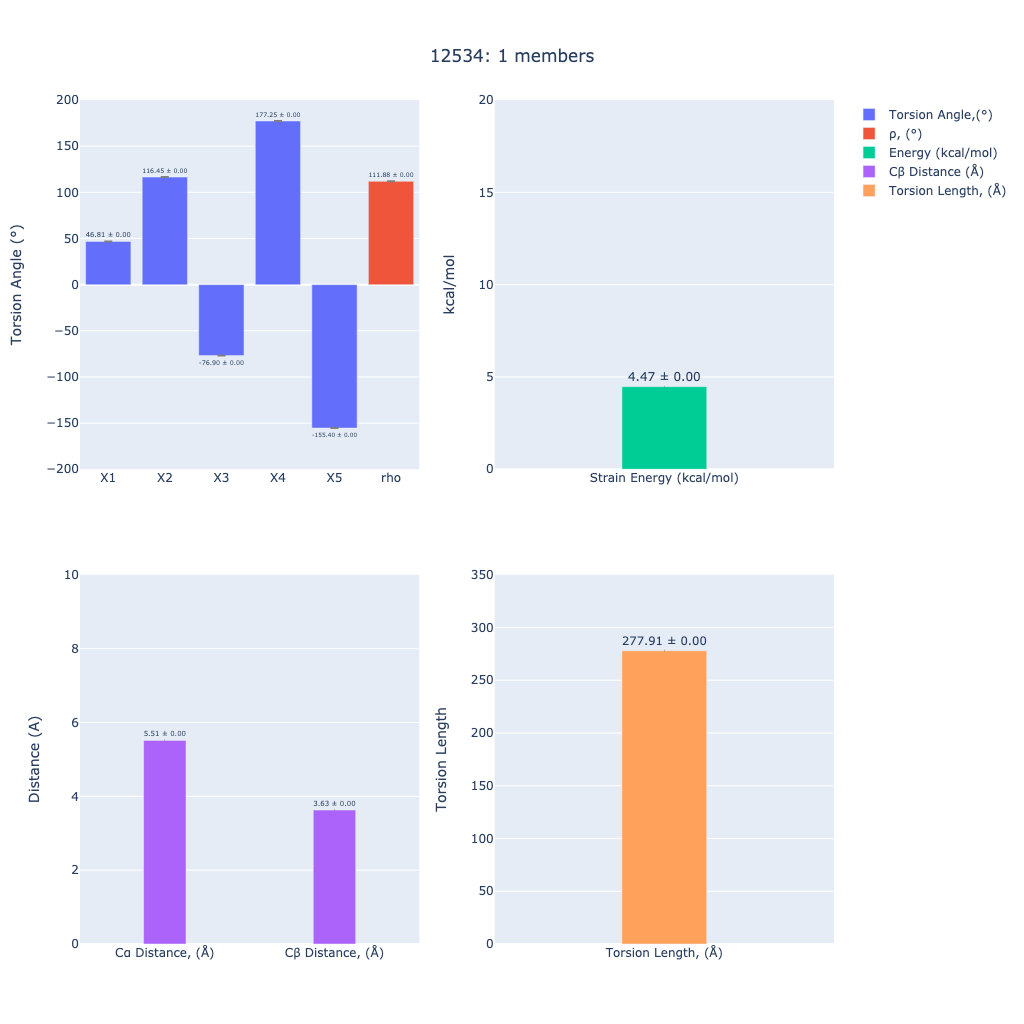 12534: 1 members
Torsion Angle (°)
200
150
100
50
0
−50
−100
−150
−200
46.81 ± 0.00
116.45 ± 0.00
-76.90 ± 0.00
177.25 ± 0.00
-155.40 ± 0.00
111.88 ± 0.00
X1 X2 X3 X4 X5 rho
kcal/mol
20
15
10
5
0
4.47 ± 0.00
Strain Energy (kcal/mol)
Torsion Angle,(°)
ρ, (°)
Energy (kcal/mol)
Cβ Distance (Å)
Torsion Length, (Å)
Distance (A)
10
8
6
4
2
0
5.51 ± 0.00
3.63 ± 0.00
Cα Distance, (Å) Cβ Distance, (Å)
Torsion Length
350
300
250
200
150
100
50
0
277.91 ± 0.00
Torsion Length, (Å)